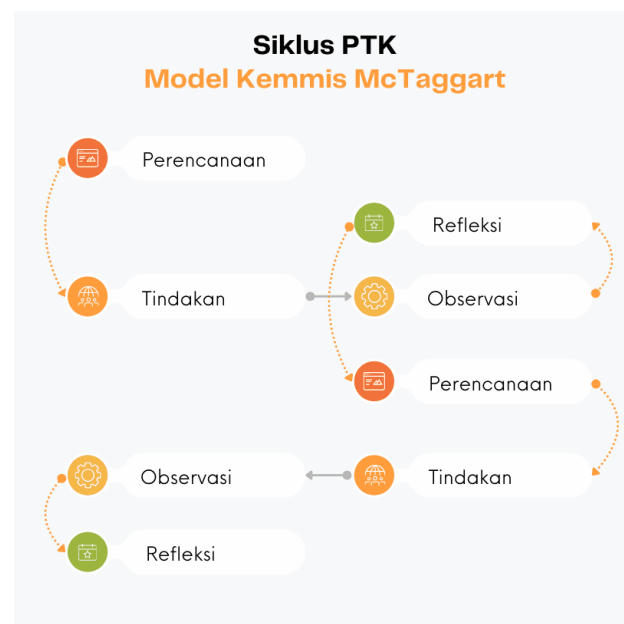 Siklus PTK
Model Kemmis McTaggart
Perencanaan
Refleksi
Tindakan
Observasi
Perencanaan
Observasi
Tindakan
Refleksi